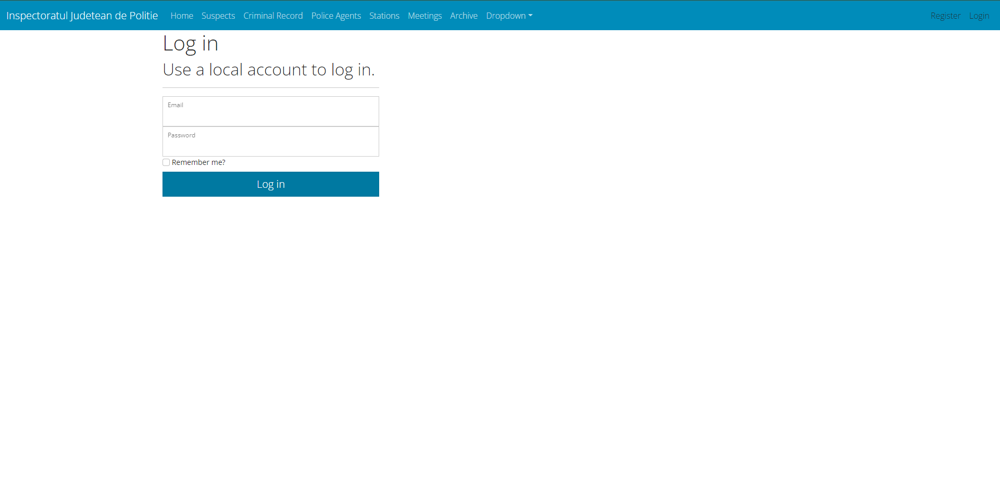 Inspectoratul Judetean de Politie Home Suspects Criminal Record Police Agents Stations Meetings Archive Dropdown Register Login
Log in
Use a local account to log in.
Email
Password
Remember me?
Log in